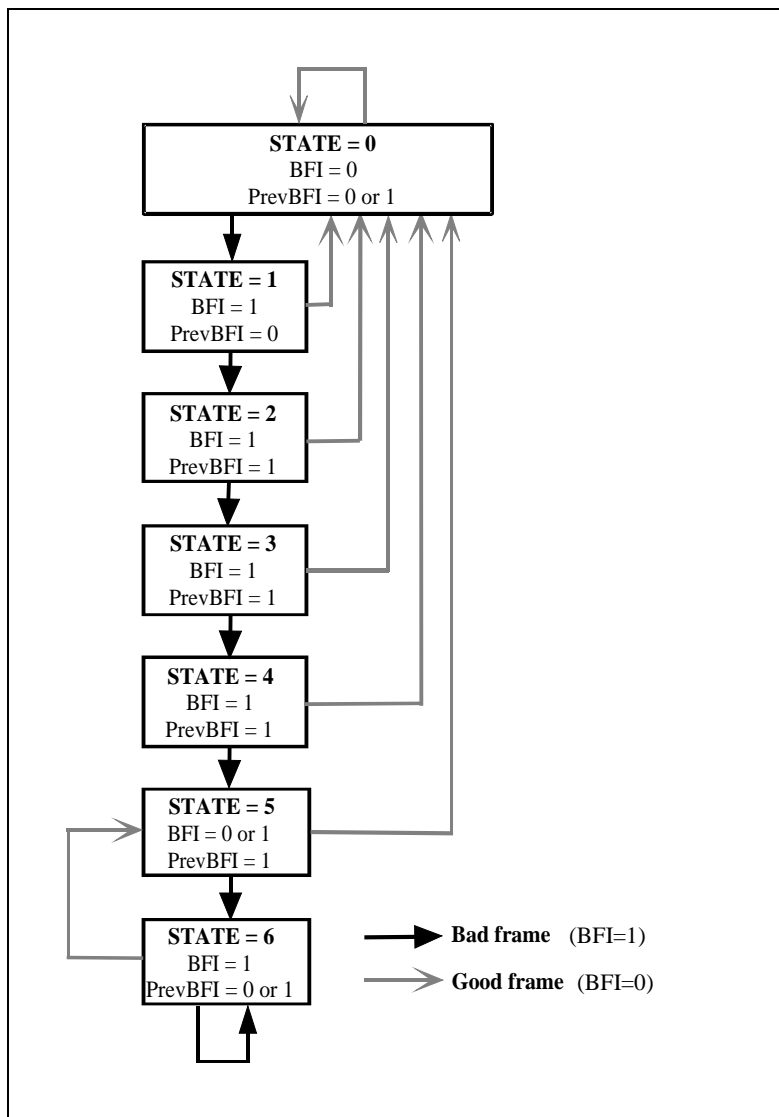 STATE = 0
BFI = 0
PrevBFI = 0 or 1
STATE = 1
BFI = 1
PrevBFI = 0
STATE = 2
BFI = 1
PrevBFI = 1
STATE = 3
BFI = 1
PrevBFI = 1
STATE = 4
BFI = 1
PrevBFI = 1
STATE = 5
BFI = 0 or 1
PrevBFI = 1
STATE = 6
BFI = 1
PrevBFI = 0 or 1
Bad frame (BFI=1)
Good frame (BFI=0)